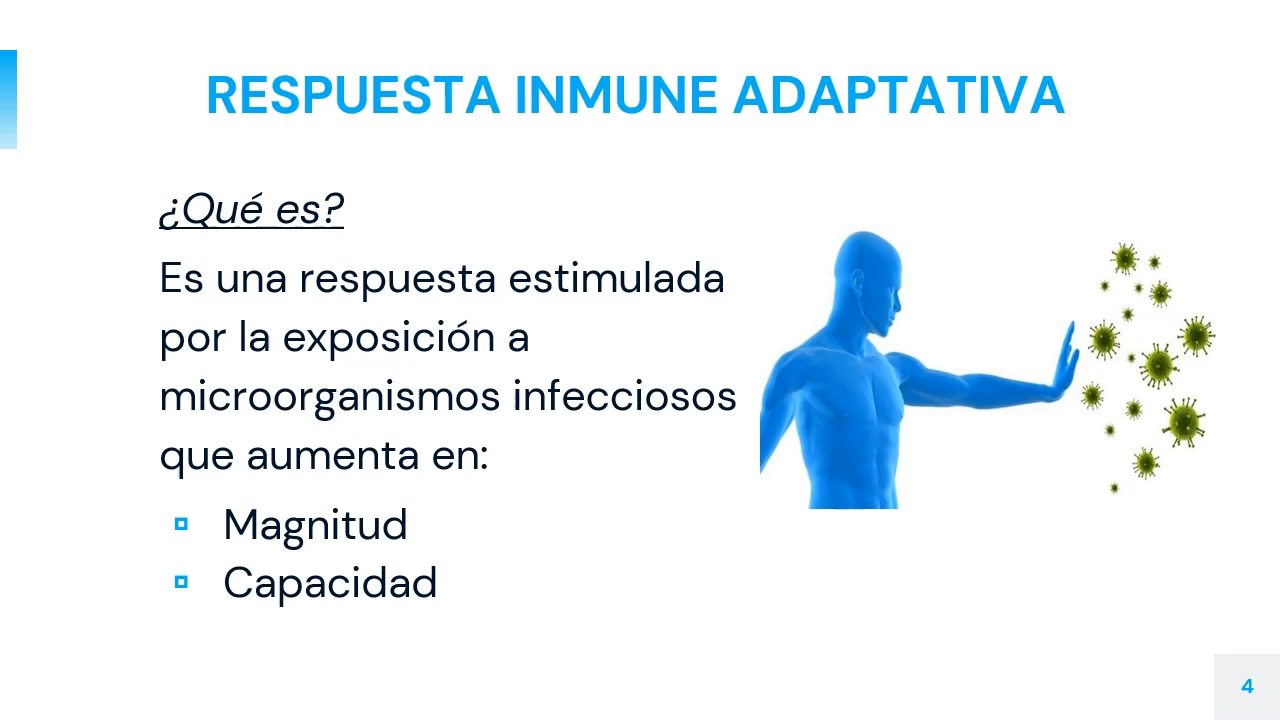 RESPUESTA INMUNE ADAPTATIVA
¿Qué es?
Es una respuesta estimulada
por la exposición a
microorganismos infecciosos
que aumenta en:
Magnitud
Capacidad
4